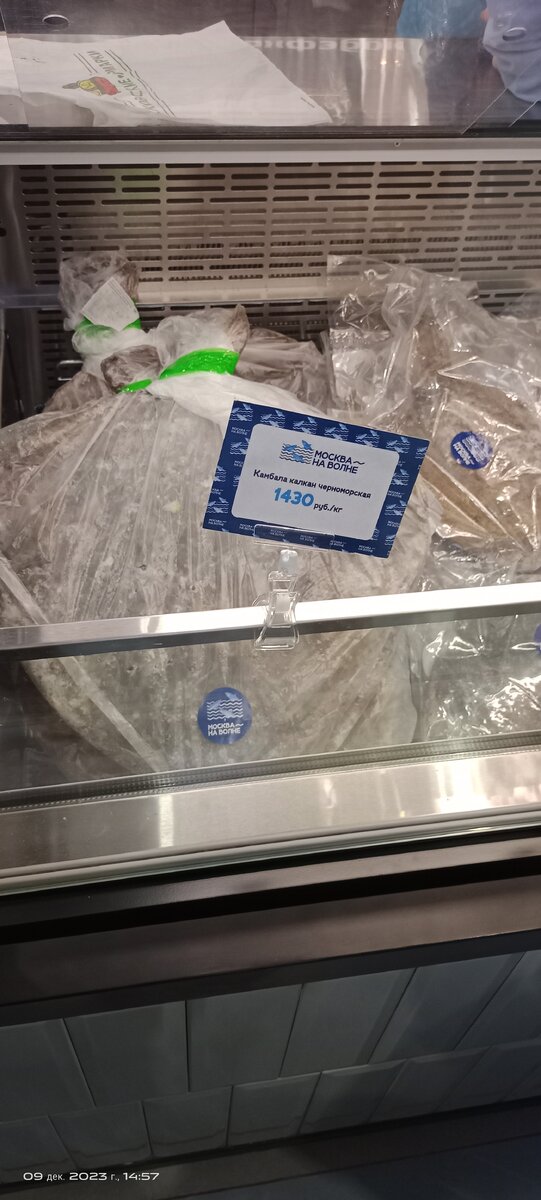 МОСКВА
НА ВОЛНЕ
Камбала калкан черноморская
1430 руб./кг
МОСКВА
НА ВОЛНЕ
09 дек. 2023 г., 14:57